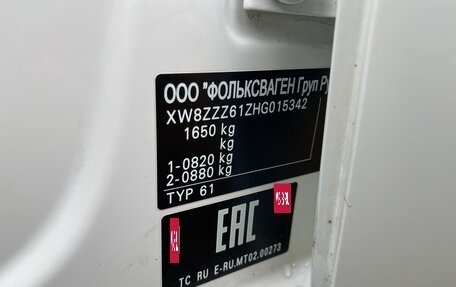 ООО "ФОЛЬКСВАГЕН Груп Ру
XW8ZZZ61ZHG015342
1650 kg
kg
1-0820 kg
2-0880 kg
TYP 61
EAC
TC RU E-RU.MT02.00273